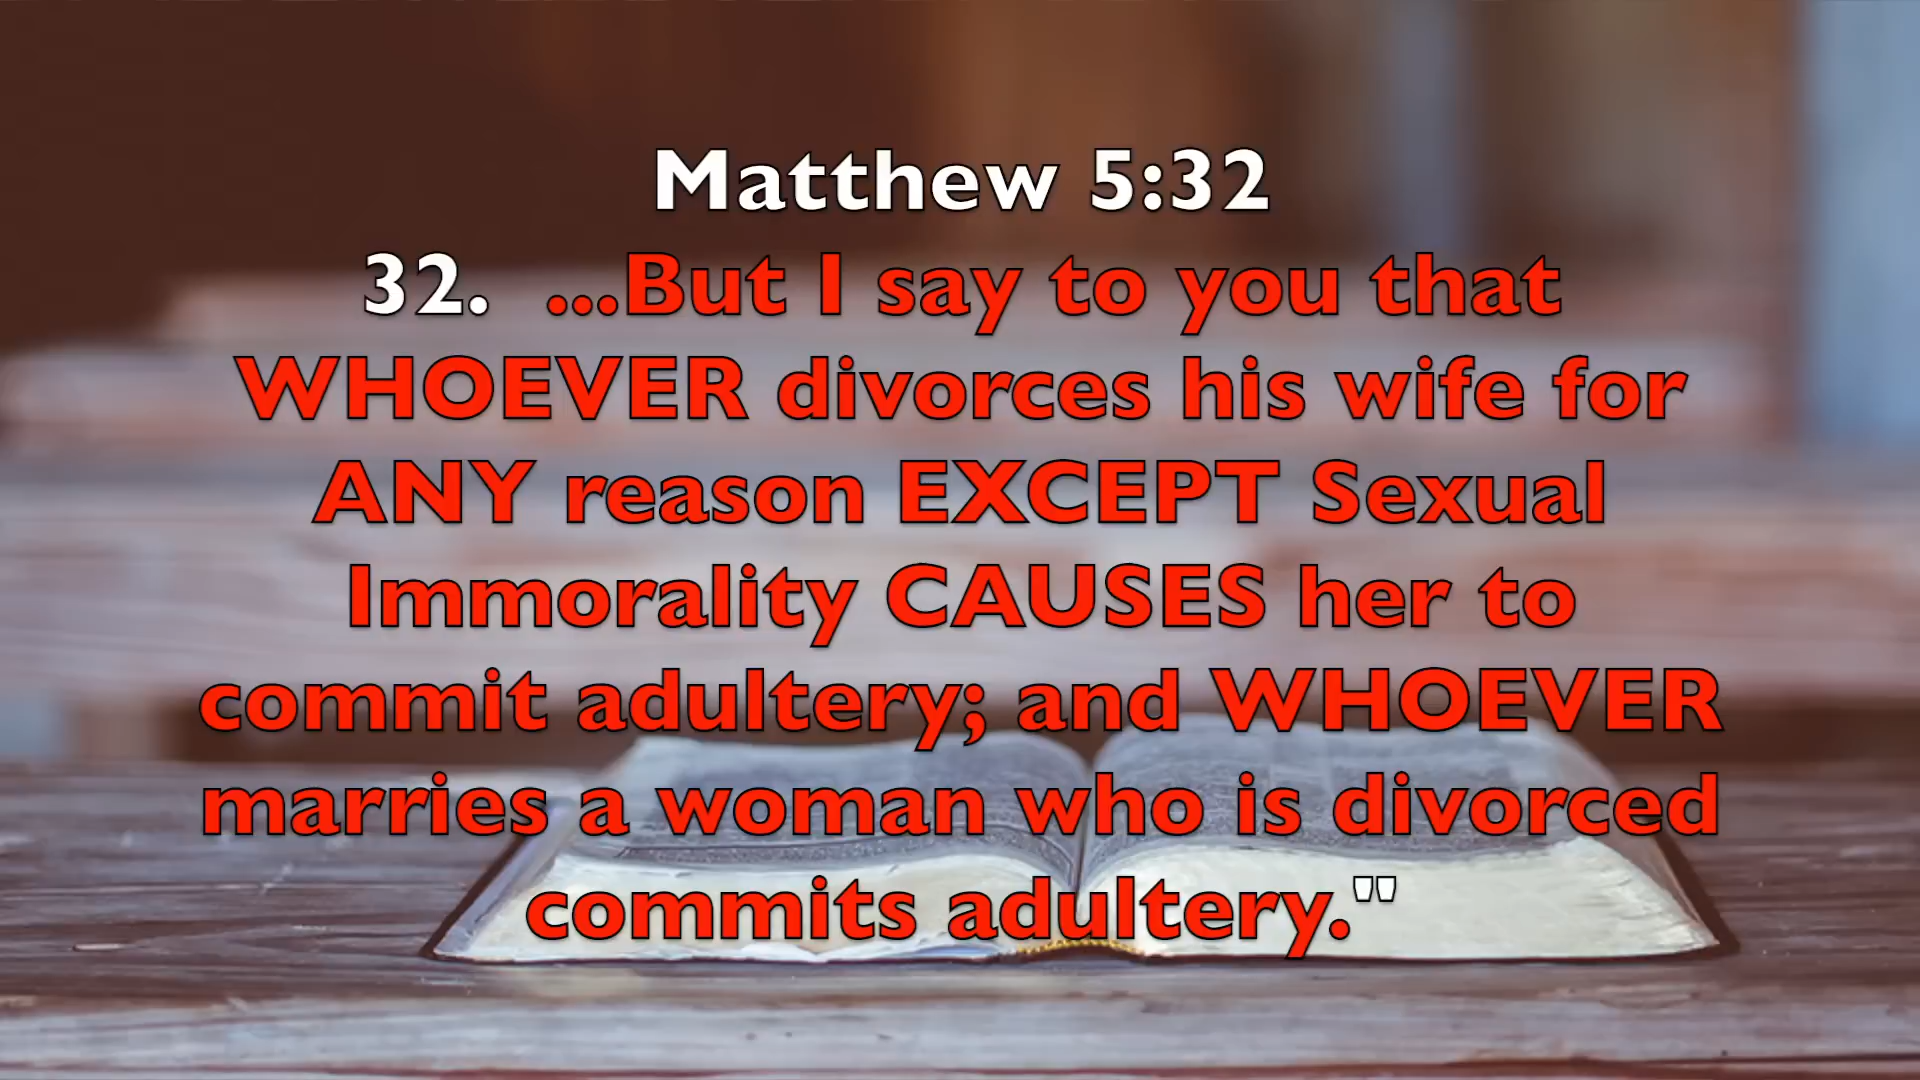 Matthew 5:32
32. ...But I say to you that
WHOEVER divorces his wife for
ANY reason EXCEPT Sexual
Immorality CAUSES her to
commit adultery; and WHOEVER
marries a woman who is divorced
commits adultery."